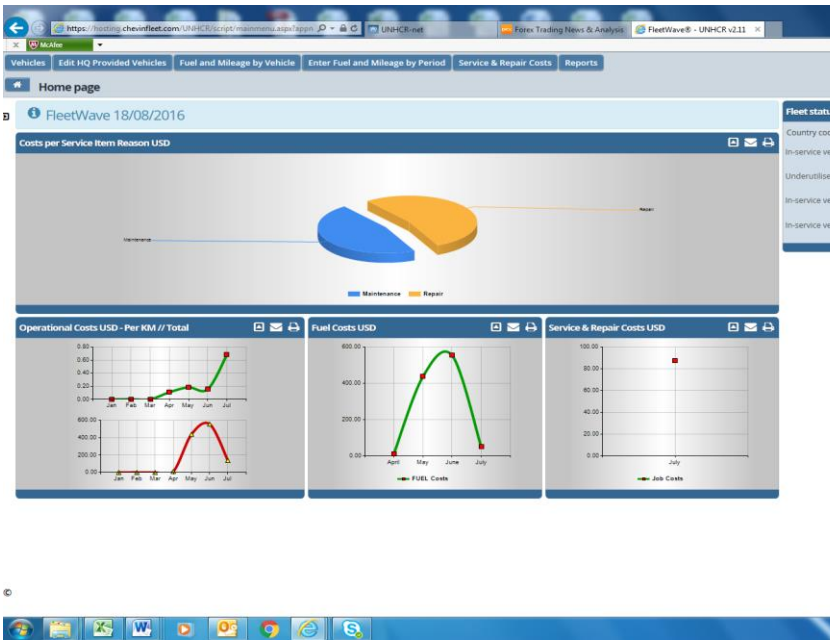 https://hosting.chevinfleet.com/UNHCR/script/mainmenu.aspx?appn
UNHCR-net
Forex Trading News & Analysis
FleetWave® - UNHCR v2.11
McAfee
Vehicles Edit HQ Provided Vehicles Fuel and Mileage by Vehicle Enter Fuel and Mileage by Period Service & Repair Costs Reports
Home page
FleetWave 18/08/2016
Fleet statu
Country coo
In-service ve
Underutilise
In-service ve
In-service ve
Costs per Service Item Reason USD
Repair
Maintenance
Maintenance Repair
Operational Costs USD - Per KM // Total
0.80
0.60
0.40
0.20
0.00
Jan Feb Mar Apr May Jun Jul
600.00
400.00
200.00
0.00
Jan Feb Mar Apr May Jun Jul
Fuel Costs USD
600.00
400.00
200.00
0.00
April May June July
FUEL Costs
Service & Repair Costs USD
100.00
80.00
60.00
40.00
20.00
0.00
July
Job Costs
©